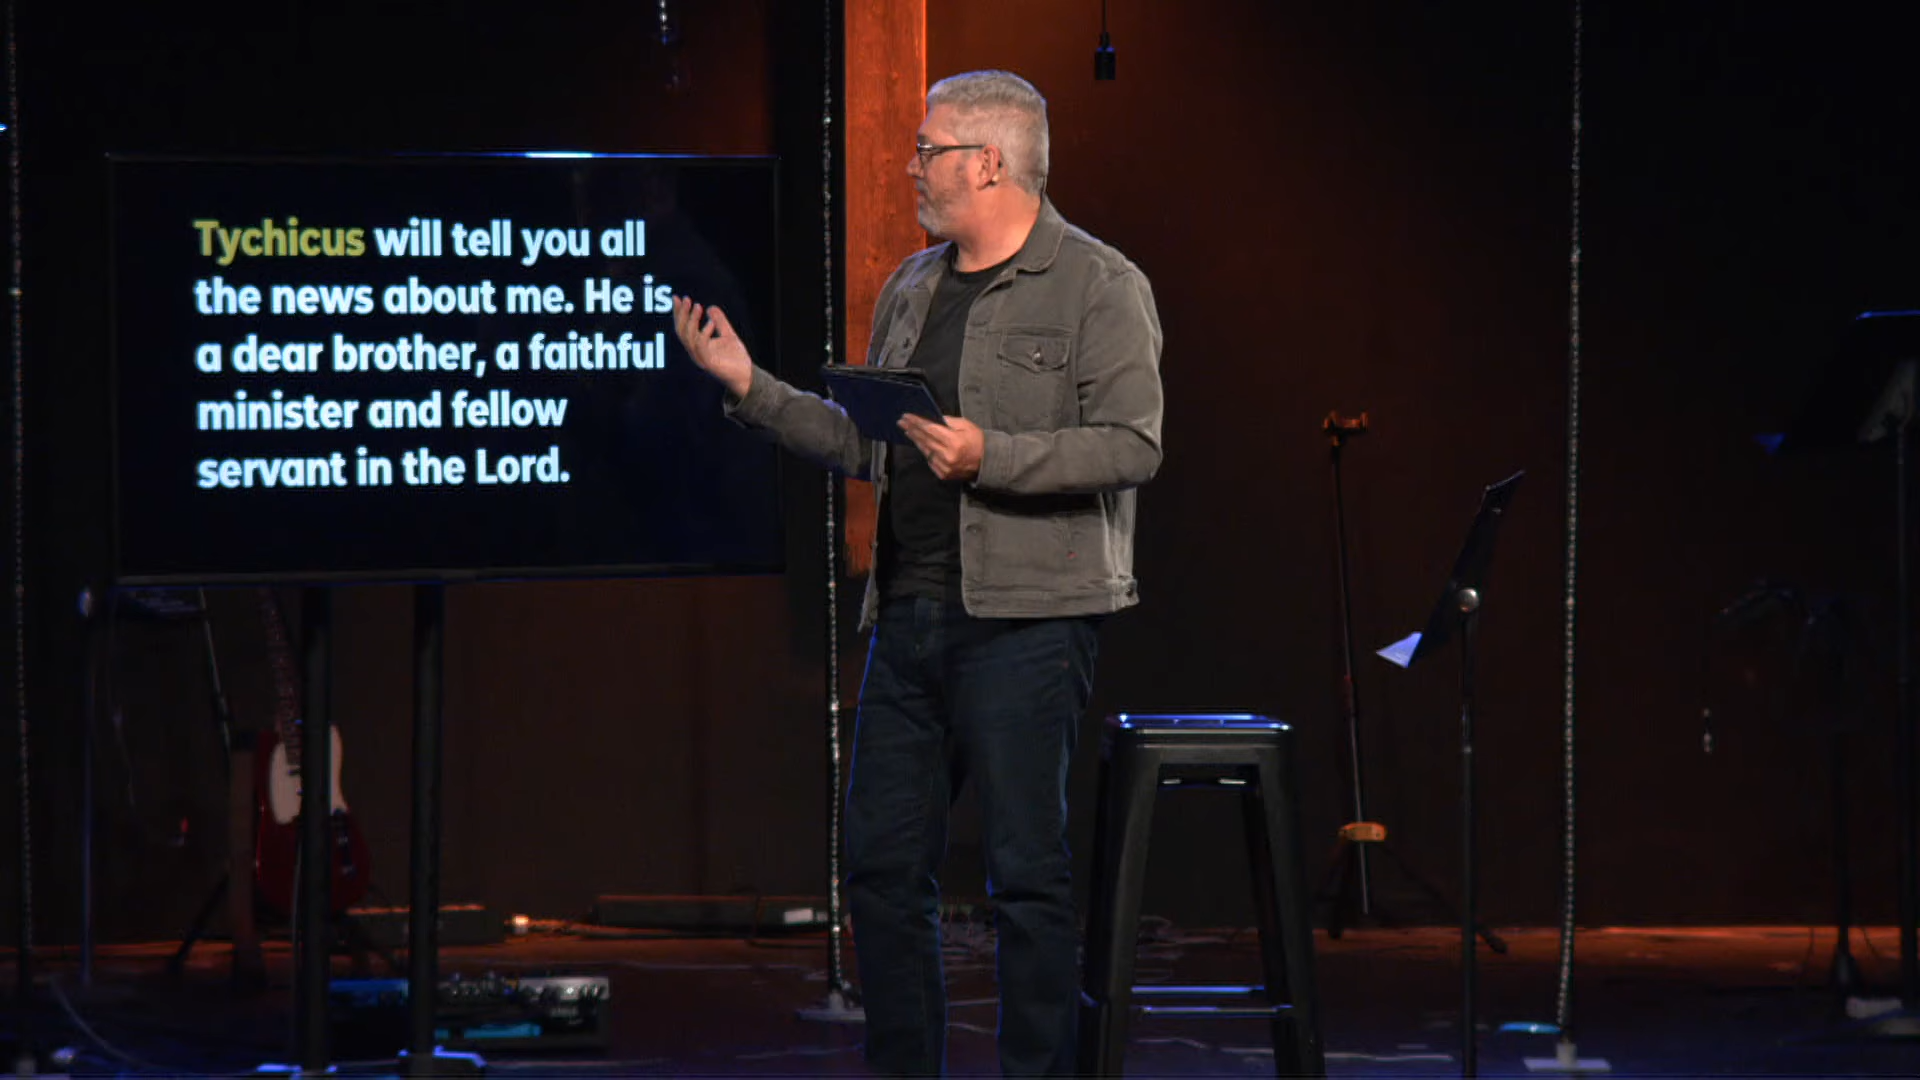 Tychicus will tell you all
the news about me. He is
a dear brother, a faithful
minister and fellow
servant in the Lord.